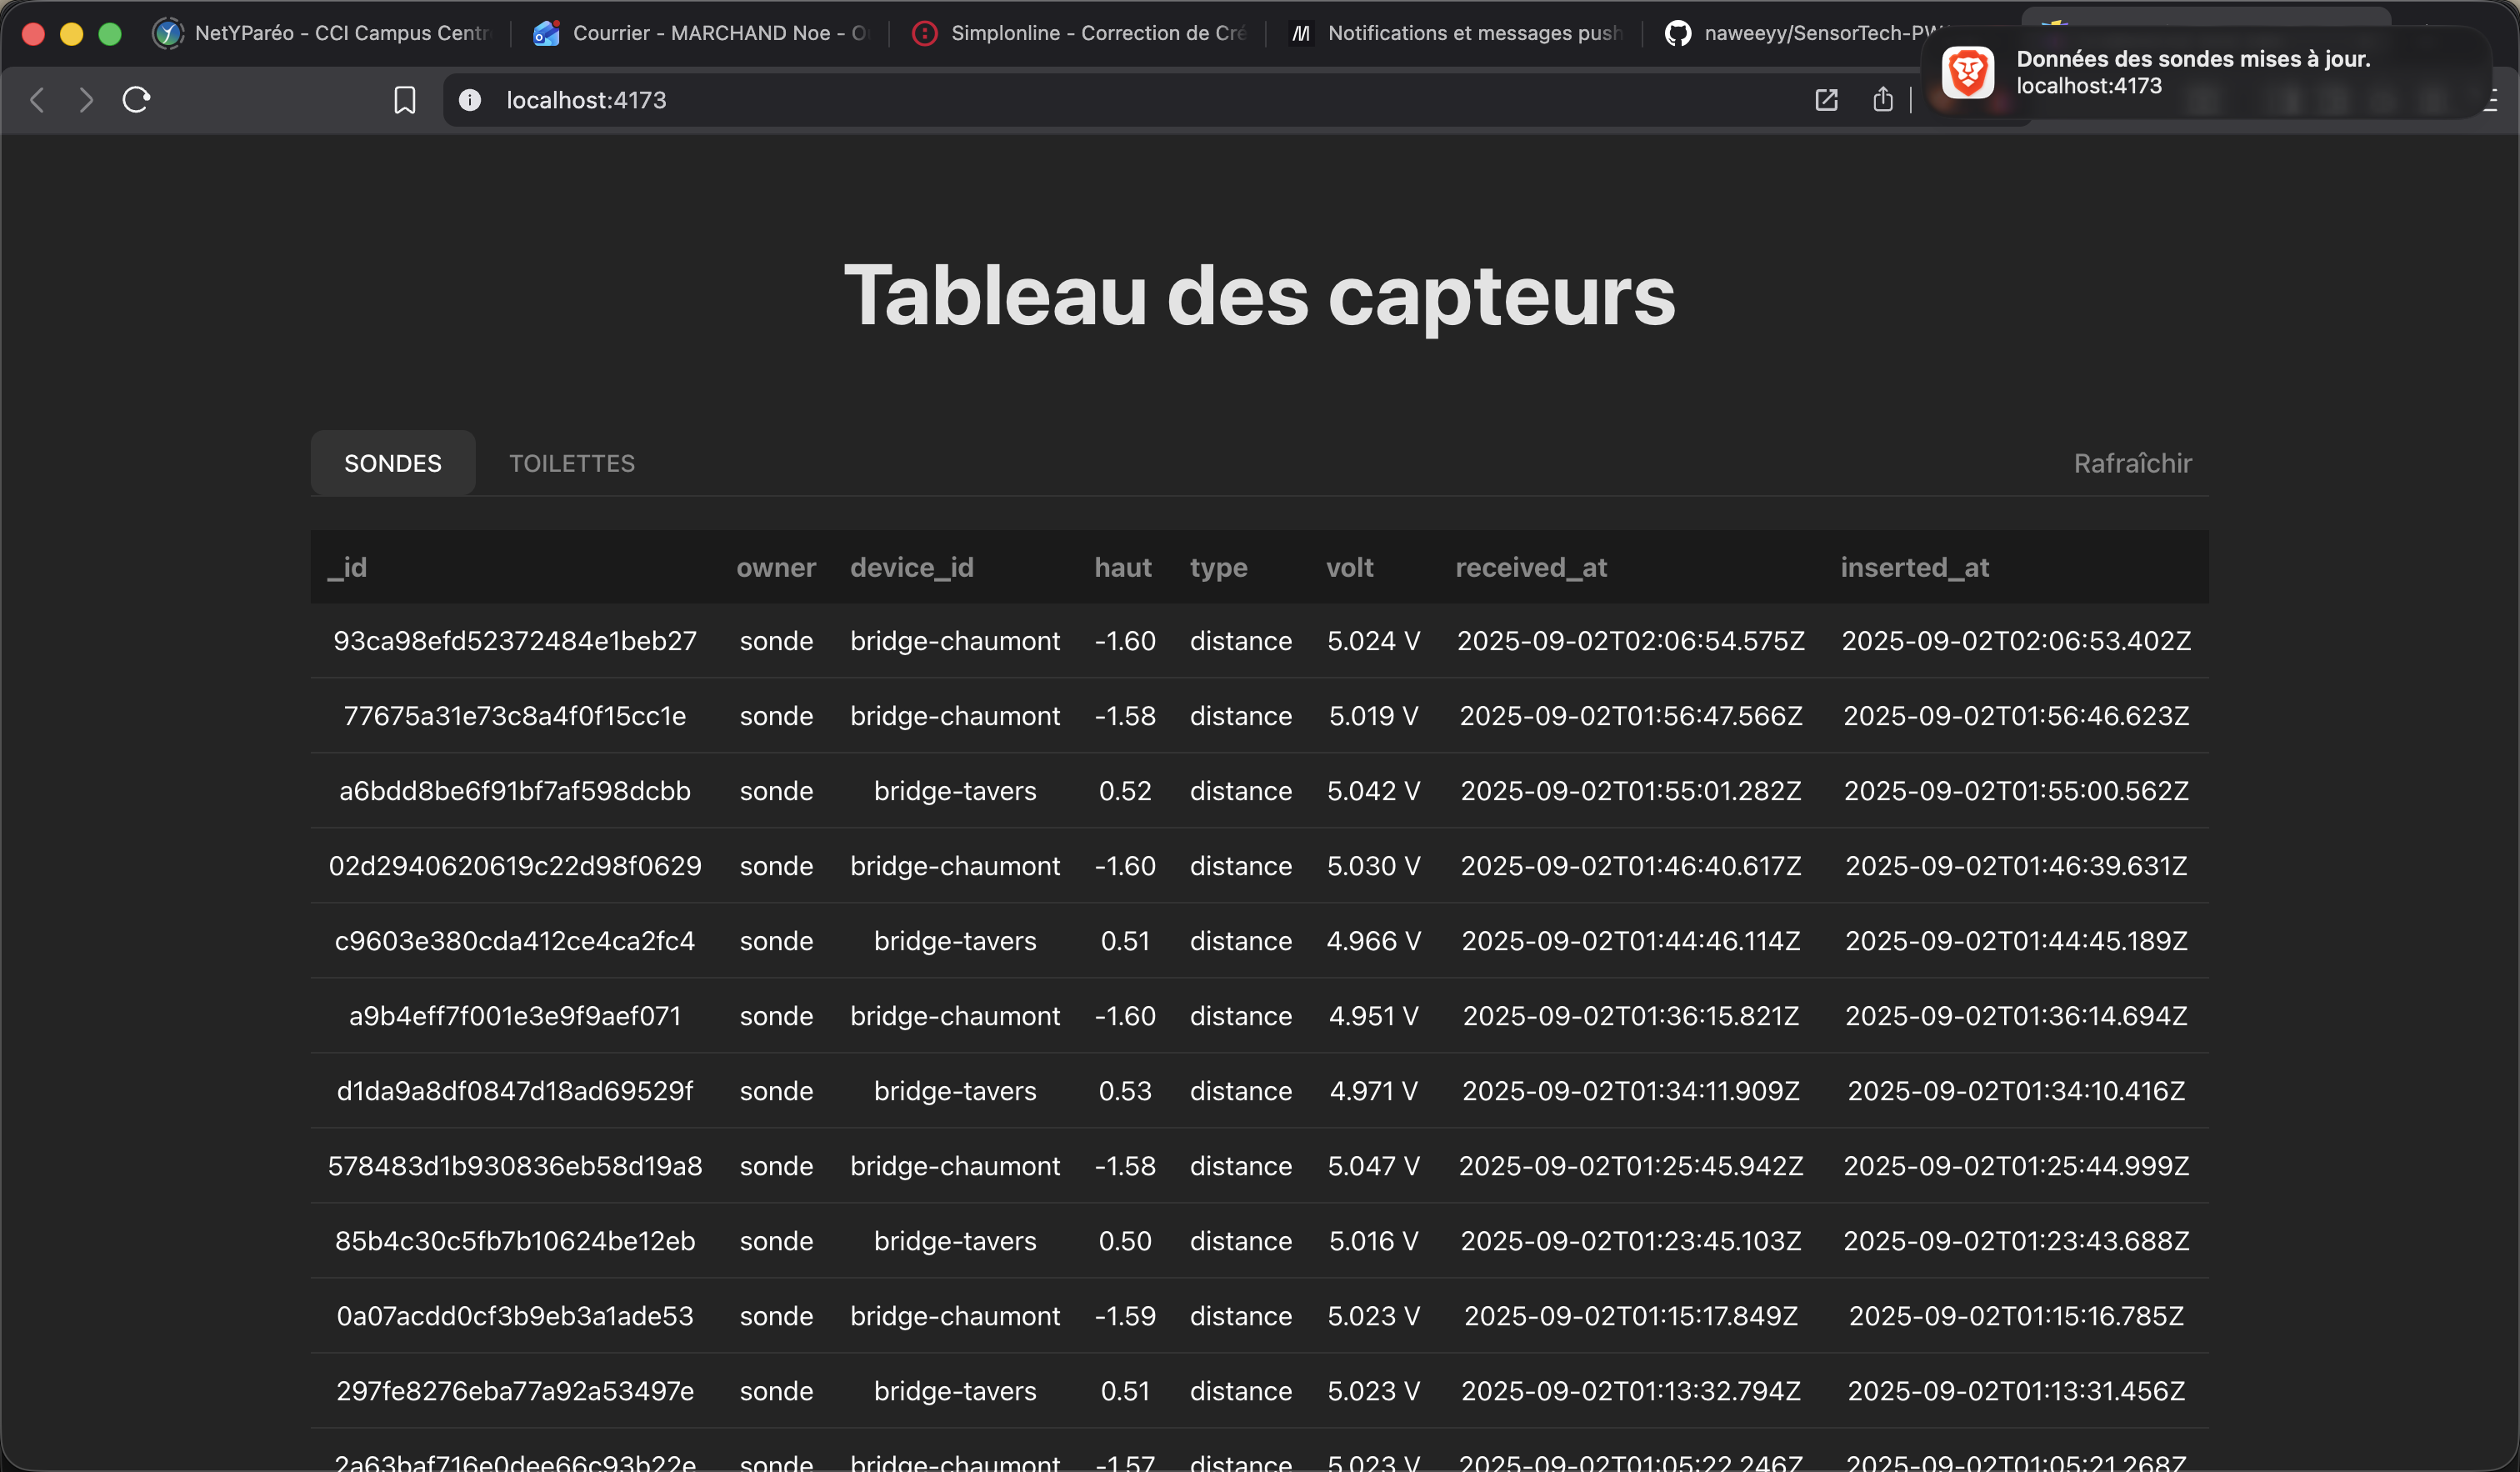 NetYParéo - CCI Campus Centr
Courrier - MARCHAND Noe - O
Simplonline - Correction de Cré
Notifications et messages push
naweeyy/SensorTech-PW
localhost:4173
Données des sondes mises à jour.
localhost:4173
Tableau des capteurs
SONDES TOILETTES Rafraîchir
_id owner device_id haut type volt received_at inserted_at
93ca98efd52372484e1beb27 sonde bridge-chaumont -1.60 distance 5.024 V 2025-09-02T02:06:54.575Z 2025-09-02T02:06:53.402Z
77675a31e73c8a4f0f15cc1e sonde bridge-chaumont -1.58 distance 5.019 V 2025-09-02T01:56:47.566Z 2025-09-02T01:56:46.623Z
a6bdd8be6f91bf7af598dcbb sonde bridge-tavers 0.52 distance 5.042 V 2025-09-02T01:55:01.282Z 2025-09-02T01:55:00.562Z
02d2940620619c22d98f0629 sonde bridge-chaumont -1.60 distance 5.030 V 2025-09-02T01:46:40.617Z 2025-09-02T01:46:39.631Z
c9603e380cda412ce4ca2fc4 sonde bridge-tavers 0.51 distance 4.966 V 2025-09-02T01:44:46.114Z 2025-09-02T01:44:45.189Z
a9b4eff7f001e3e9f9aef071 sonde bridge-chaumont -1.60 distance 4.951 V 2025-09-02T01:36:15.821Z 2025-09-02T01:36:14.694Z
d1da9a8df0847d18ad69529f sonde bridge-tavers 0.53 distance 4.971 V 2025-09-02T01:34:11.909Z 2025-09-02T01:34:10.416Z
578483d1b930836eb58d19a8 sonde bridge-chaumont -1.58 distance 5.047 V 2025-09-02T01:25:45.942Z 2025-09-02T01:25:44.999Z
85b4c30c5fb7b10624be12eb sonde bridge-tavers 0.50 distance 5.016 V 2025-09-02T01:23:45.103Z 2025-09-02T01:23:43.688Z
0a07acdd0cf3b9eb3a1ade53 sonde bridge-chaumont -1.59 distance 5.023 V 2025-09-02T01:15:17.849Z 2025-09-02T01:15:16.785Z
297fe8276eba77a92a53497e sonde bridge-tavers 0.51 distance 5.023 V 2025-09-02T01:13:32.794Z 2025-09-02T01:13:31.456Z
2a63baf716e0dee66c93b22e sonde bridge-chaumont -1.57 distance 5.023 V 2025-09-02T01:05:22.246Z 2025-09-02T01:05:21.268Z